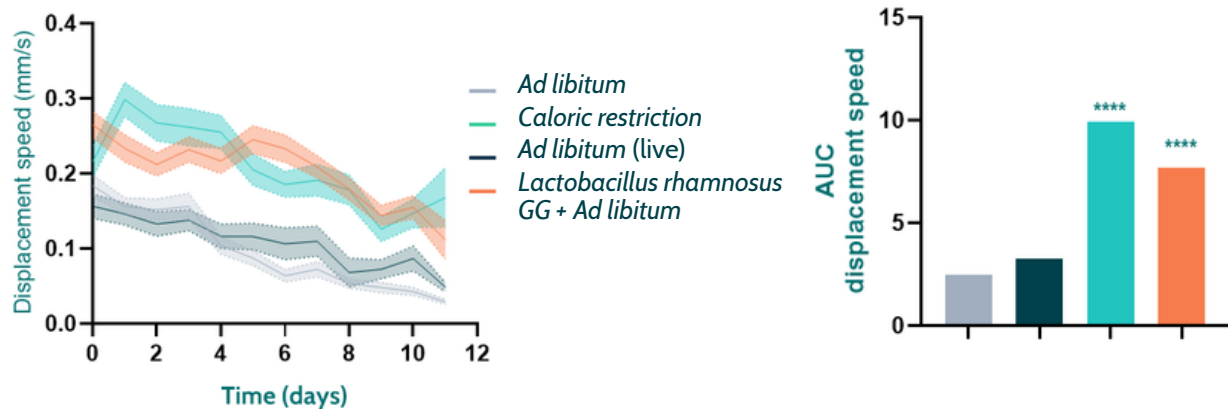 Displacement speed (mm/s)
0.4
0.3
0.2
0.1
0.0
0
2
4
6
8
10
12
Time (days)
Ad libitum
Caloric restriction
Ad libitum (live)
Lactobacillus rhamnosus
GG + Ad libitum
AUC
displacement speed
15
10
5
0
****
****